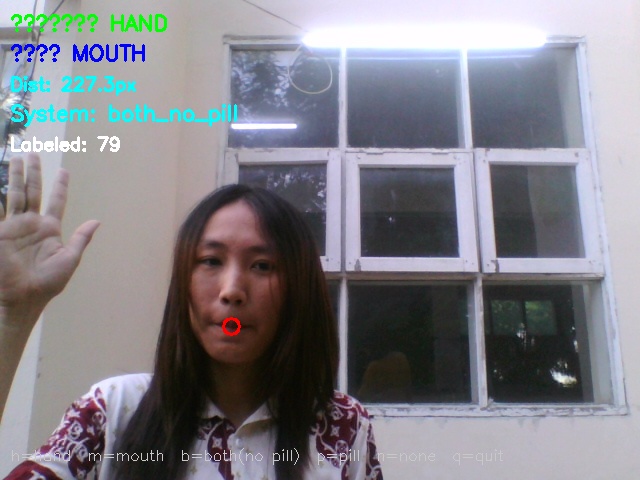 ??????? HAND
???? MOUTH
Dist: 227.3px
System: both_no_pill
Labeled: 79
h=hand m=mouth b=both(no pill) p=pill n=none q=quit